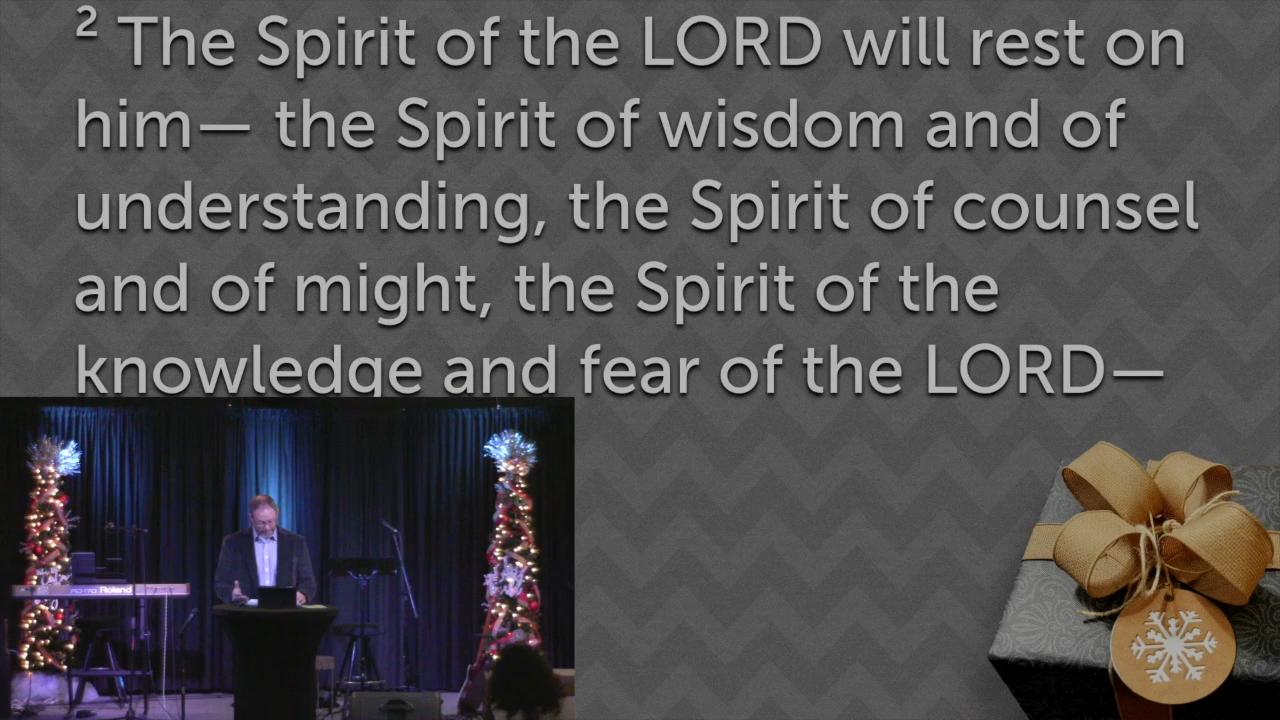 ² The Spirit of the LORD will rest on
him— the Spirit of wisdom and of
understanding, the Spirit of counsel
and of might, the Spirit of the
knowledge and fear of the LORD—
Roland